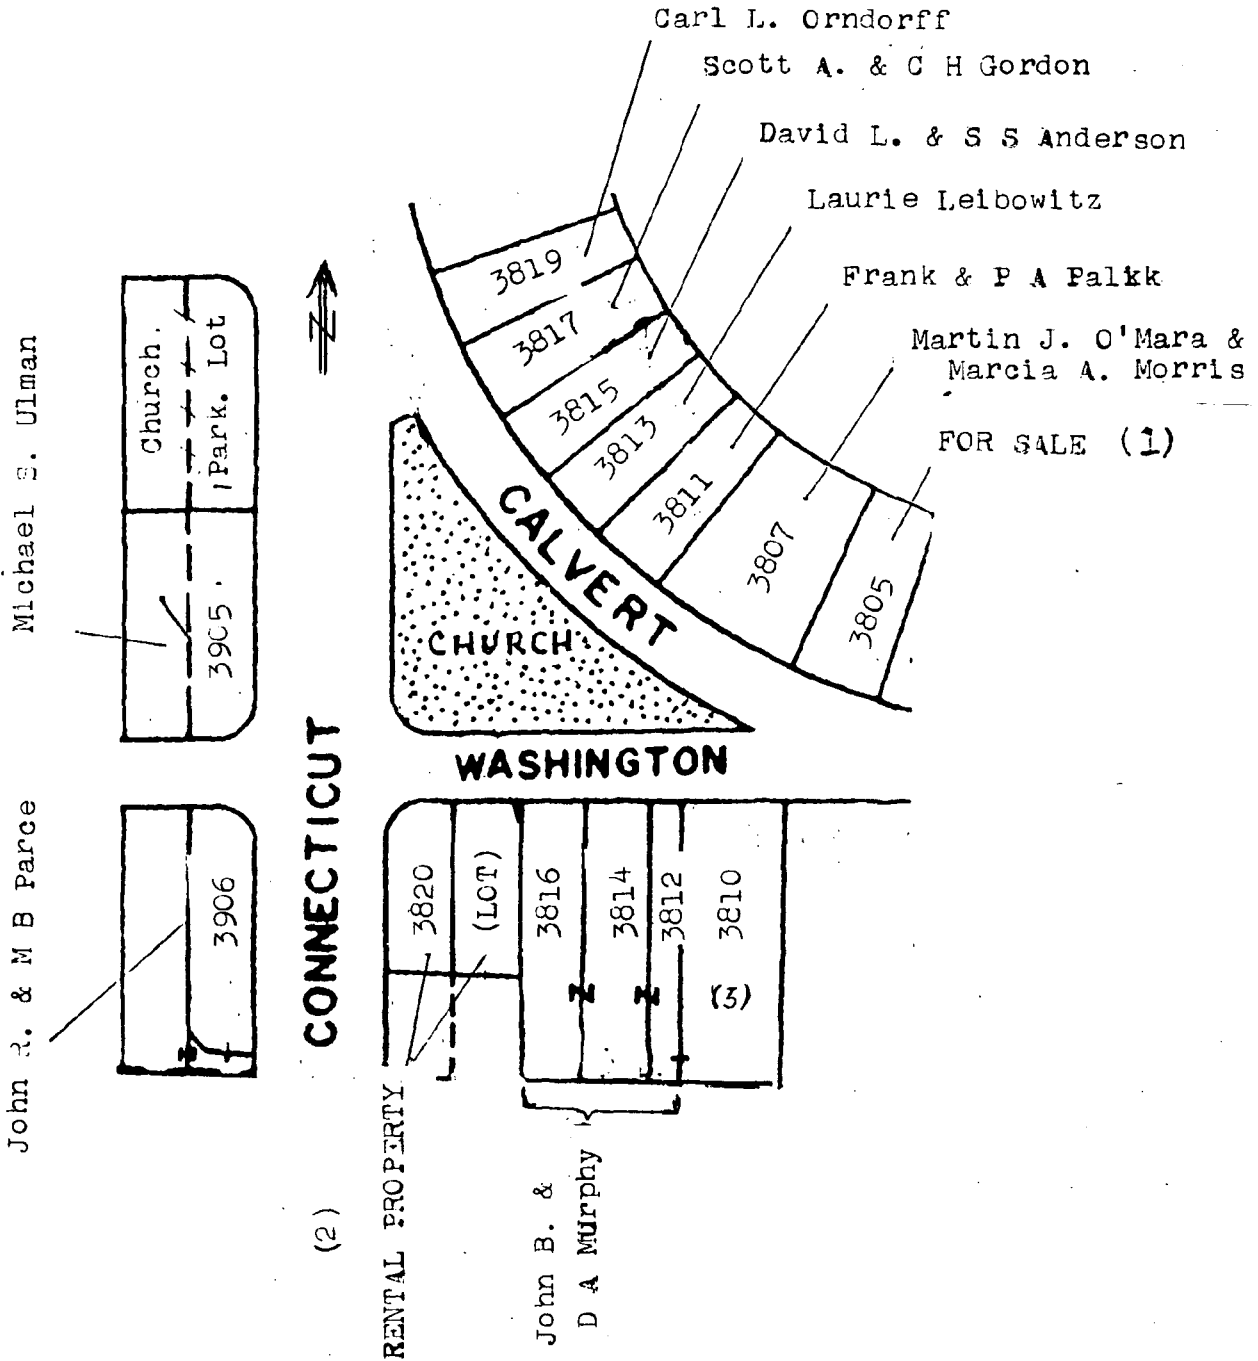 Carl L. Orndorff
Scott A. & C H Gordon
David L. & S S Anderson
Laurie Leibowitz
Frank & P A Palkk
Martin J. O'Mara &
Marcia A. Morris
FOR SALE (1)
3819
3817
3815
3813
3811
3807
3805
CALVERT
CHURCH
WASHINGTON
CONNECTICUT
N
Michael S. Ulman
Church.
Park. Lot
3905
John R. & M B Parce
3906
3820
(LOT)
3816
3814
3812
3810
(3)
(2)
RENTAL PROPERTY
John B. &
D A Murphy